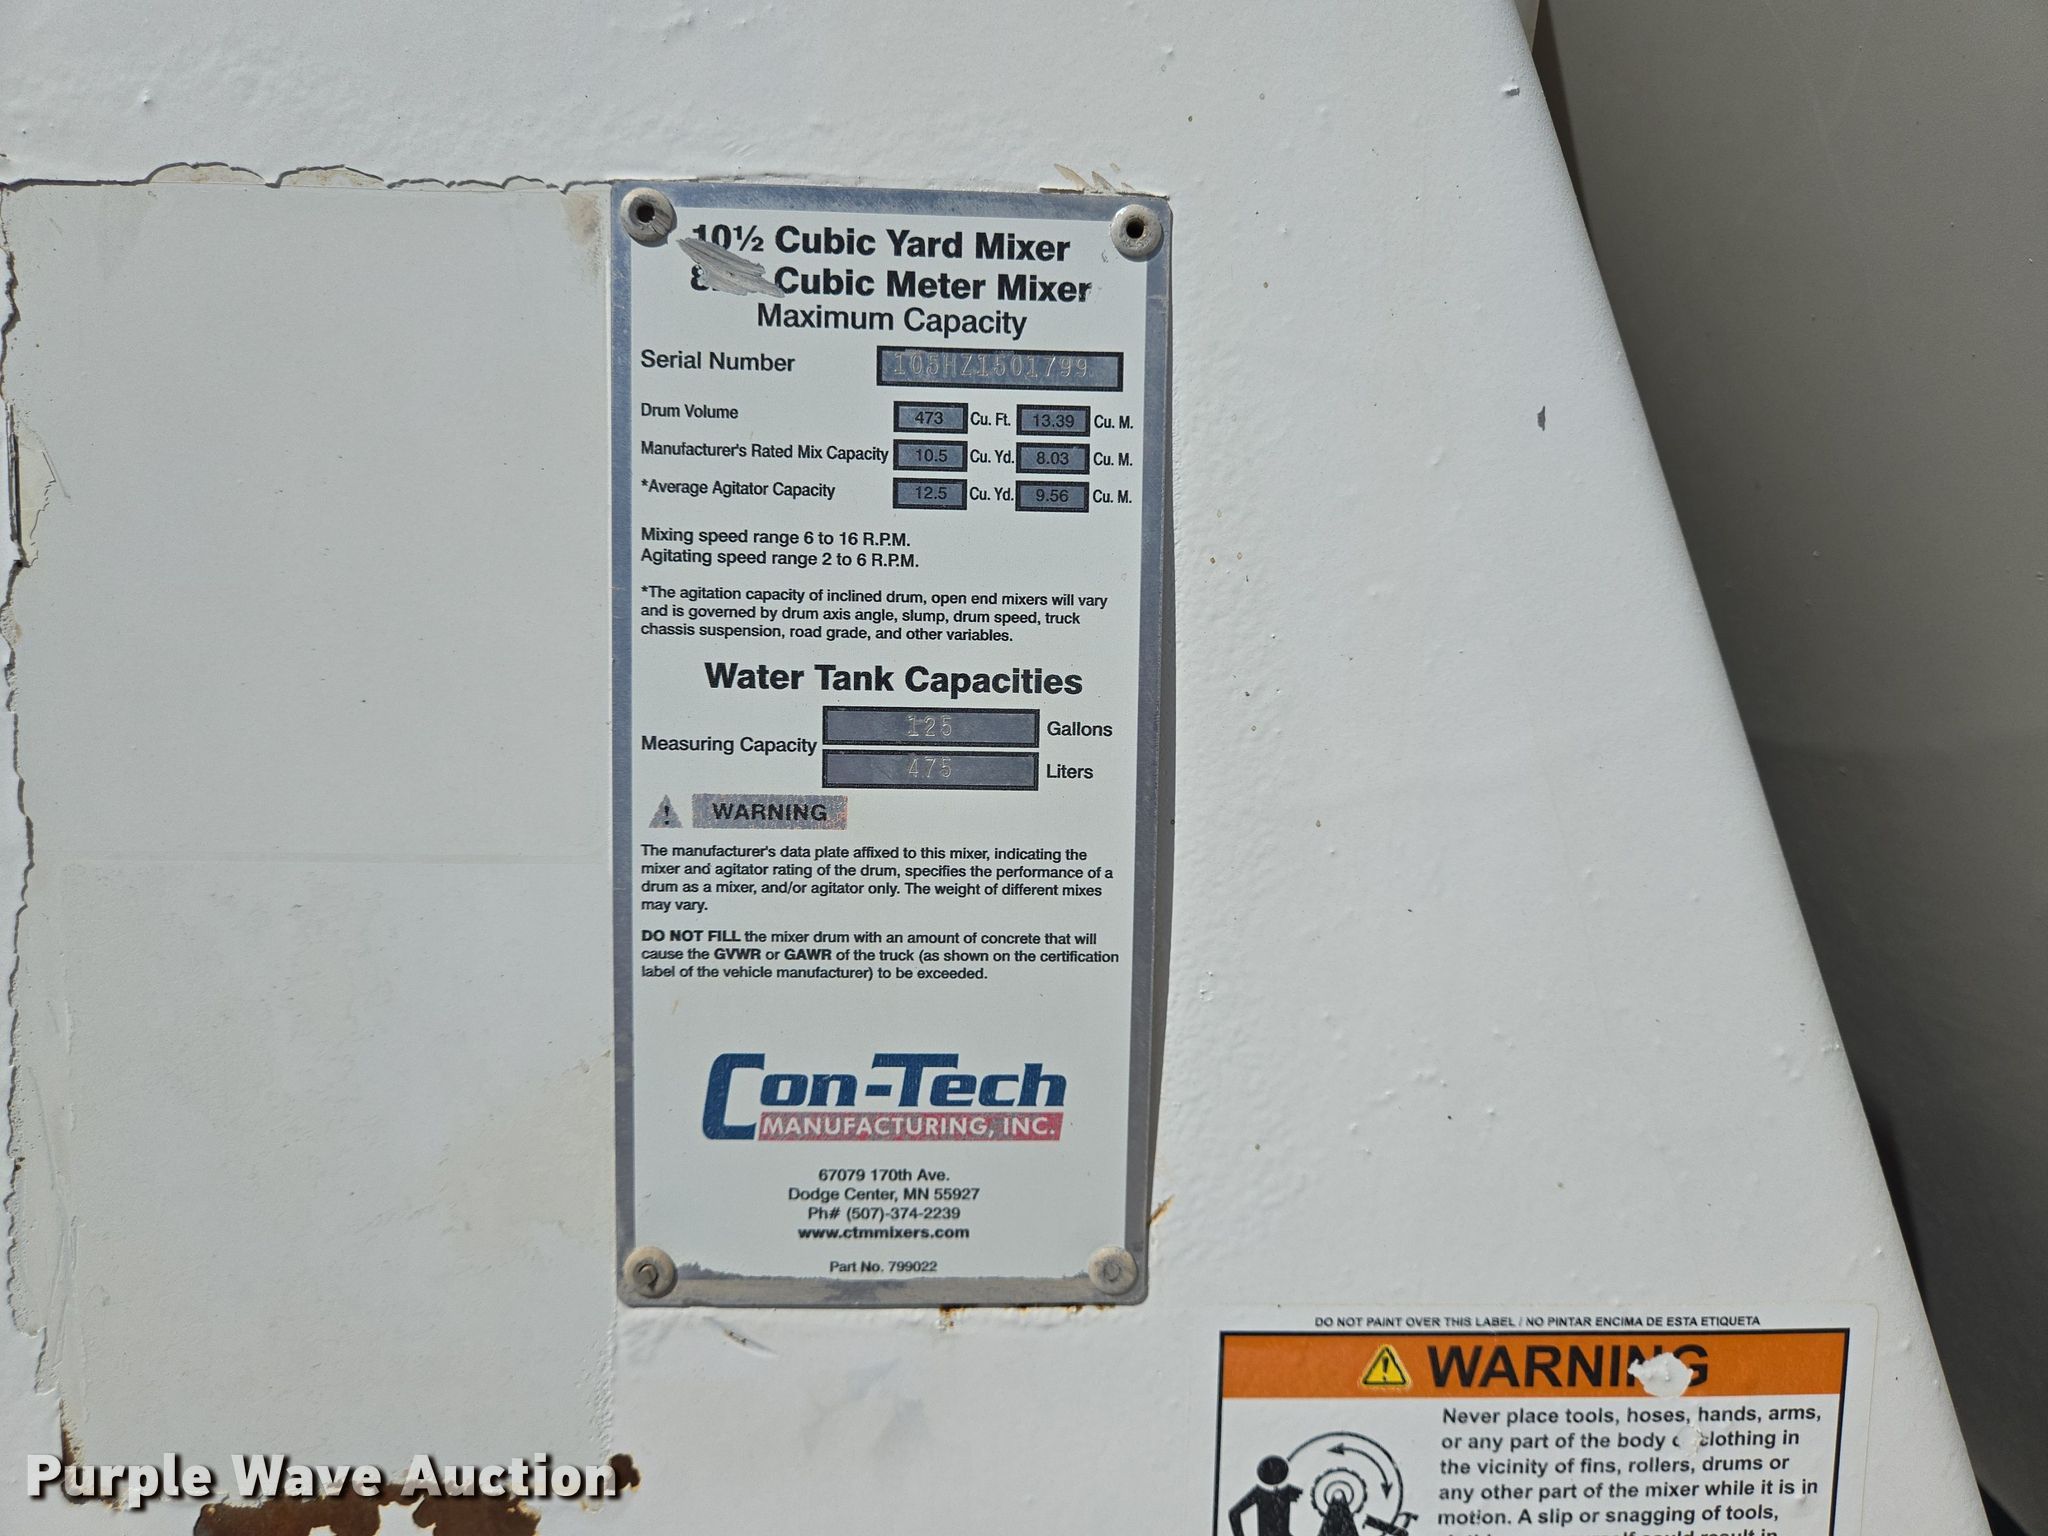 10½ Cubic Yard Mixer
Cubic Meter Mixer
Maximum Capacity
Serial Number 105HZ1501799
Drum Volume 473 Cu. Ft. 13.39 Cu. M.
Manufacturer's Rated Mix Capacity 10.5 Cu. Yd. 8.03 Cu. M.
*Average Agitator Capacity 12.5 Cu. Yd. 9.56 Cu. M.
Mixing speed range 6 to 16 R.P.M.
Agitating speed range 2 to 6 R.P.M.
*The agitation capacity of inclined drum, open end mixers will vary
and is governed by drum axis angle, slump, drum speed, truck
chassis suspension, road grade, and other variables.
Water Tank Capacities
Measuring Capacity 125 Gallons
475 Liters
WARNING
The manufacturer's data plate affixed to this mixer, indicating the
mixer and agitator rating of the drum, specifies the performance of a
drum as a mixer, and/or agitator only. The weight of different mixes
may vary.
DO NOT FILL the mixer drum with an amount of concrete that will
cause the GVWR or GAWR of the truck (as shown on the certification
label of the vehicle manufacturer) to be exceeded.
Con-Tech
MANUFACTURING, INC.
67079 170th Ave.
Dodge Center, MN 55927
Ph# (507)-374-2239
www.ctmmixers.com
Part No. 799022
DO NOT PAINT OVER THIS LABEL / NO PINTAR ENCIMA DE ESTA ETIQUETA
WARNING
Never place tools, hoses, hands, arms,
or any part of the body clothing in
the vicinity of fins, rollers, drums or
any other part of the mixer while it is in
motion. A slip or snagging of tools,
Purple Wave Auction